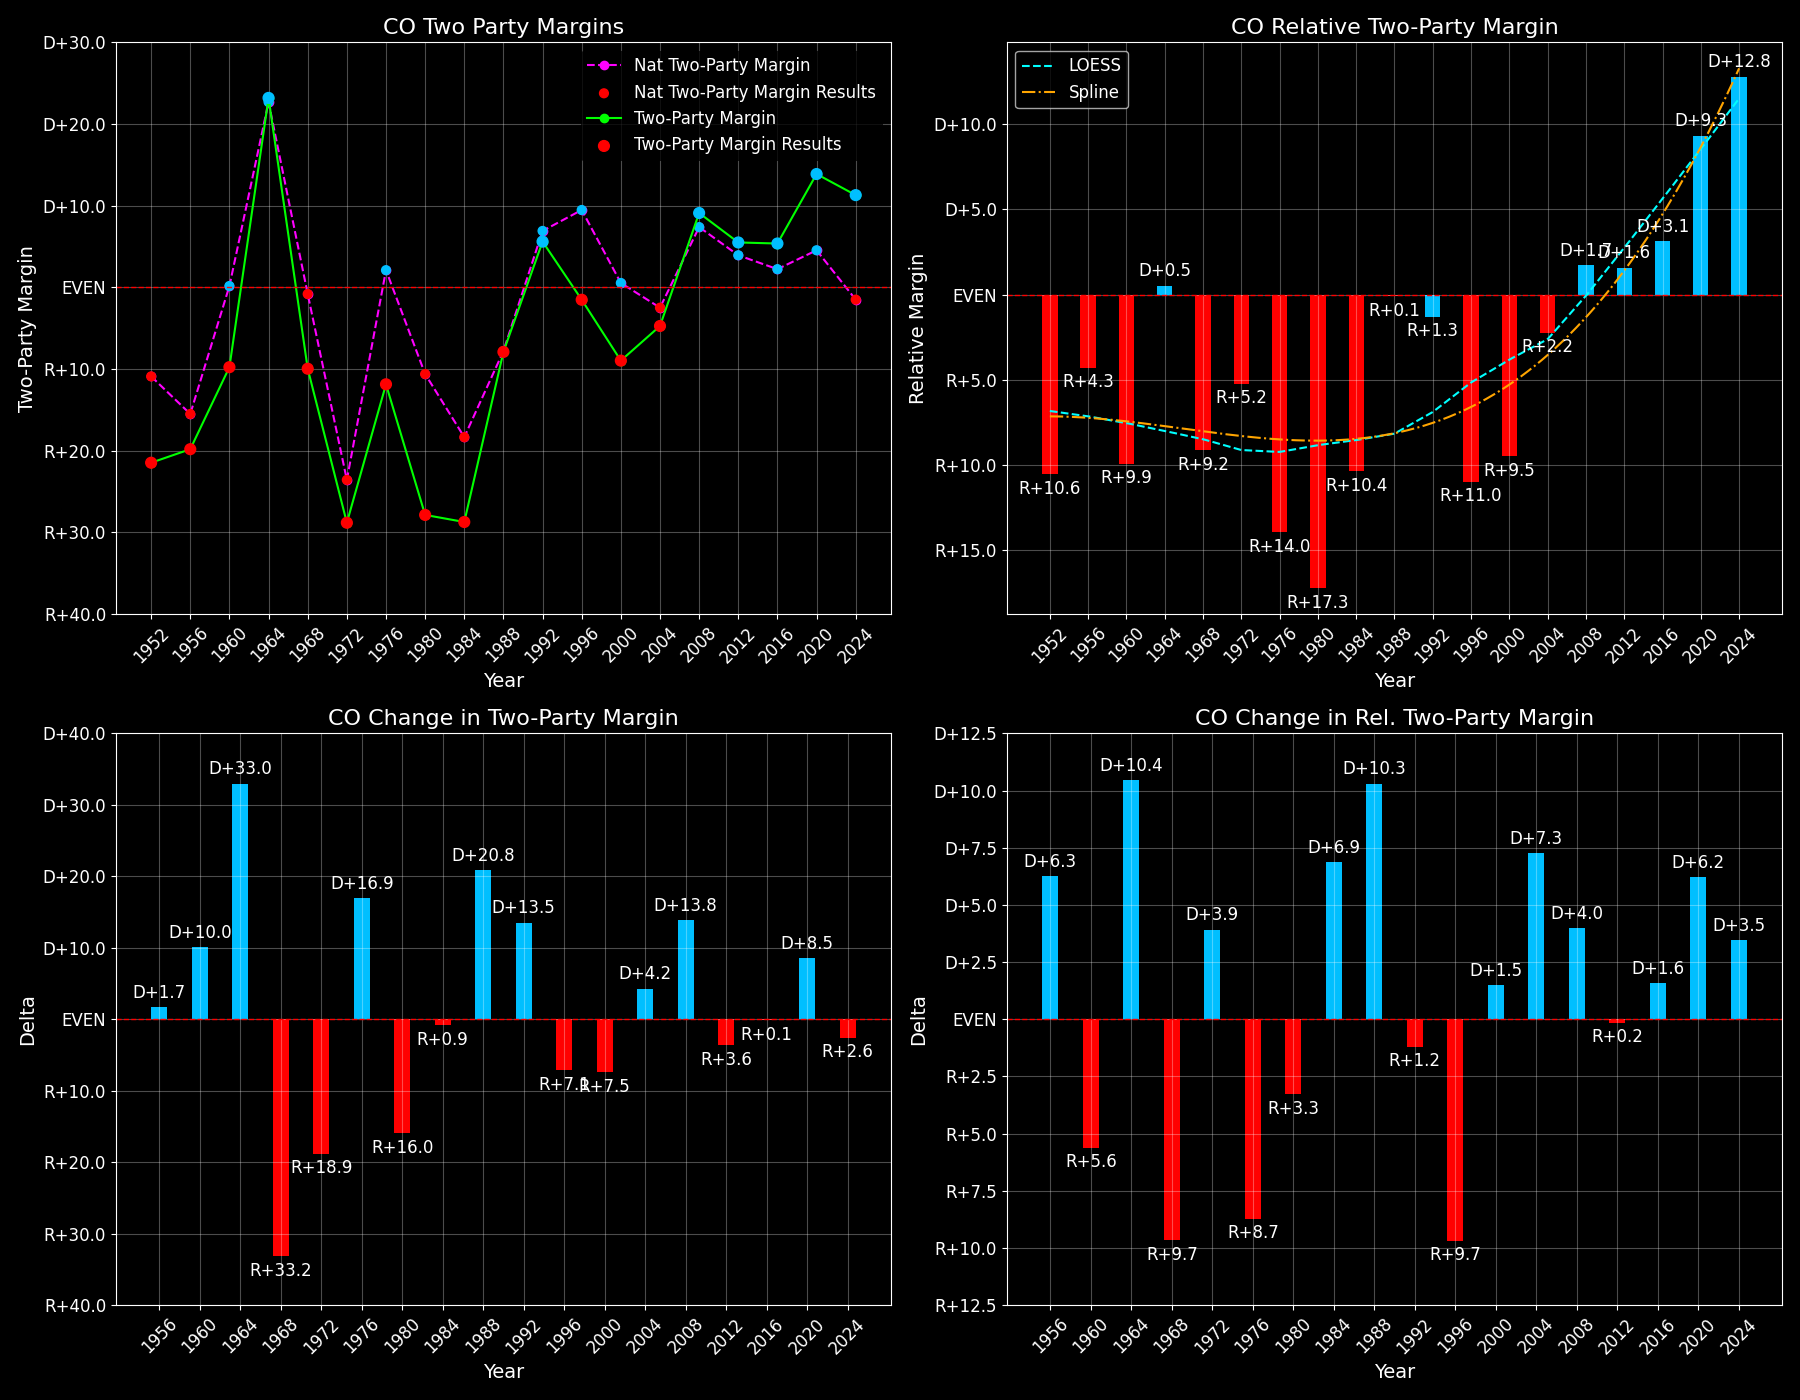 CO Two Party Margins
D+30.0
D+20.0
D+10.0
EVEN
R+10.0
R+20.0
R+30.0
R+40.0
Two-Party Margin
Nat Two-Party Margin
Nat Two-Party Margin Results
Two-Party Margin
Two-Party Margin Results
1952 1956 1960 1964 1968 1972 1976 1980 1984 1988 1992 1996 2000 2004 2008 2012 2016 2020 2024
Year
CO Relative Two-Party Margin
D+10.0
D+5.0
EVEN
R+5.0
R+10.0
R+15.0
Relative Margin
LOESS
Spline
R+10.6
R+4.3
R+9.9
D+0.5
R+9.2
R+5.2
R+14.0
R+17.3
R+10.4
R+0.1
R+1.3
R+11.0
R+9.5
R+2.2
D+1.7
D+1.6
D+3.1
D+9.3
D+12.8
1952 1956 1960 1964 1968 1972 1976 1980 1984 1988 1992 1996 2000 2004 2008 2012 2016 2020 2024
Year
CO Change in Two-Party Margin
D+40.0
D+30.0
D+20.0
D+10.0
EVEN
R+10.0
R+20.0
R+30.0
R+40.0
Delta
D+1.7
D+10.0
D+33.0
R+33.2
R+18.9
D+16.9
R+16.0
R+0.9
D+20.8
D+13.5
R+7.1
R+7.5
D+4.2
D+13.8
R+3.6
R+0.1
D+8.5
R+2.6
1956 1960 1964 1968 1972 1976 1980 1984 1988 1992 1996 2000 2004 2008 2012 2016 2020 2024
Year
CO Change in Rel. Two-Party Margin
D+12.5
D+10.0
D+7.5
D+5.0
D+2.5
EVEN
R+2.5
R+5.0
R+7.5
R+10.0
R+12.5
Delta
D+6.3
R+5.6
D+10.4
R+9.7
D+3.9
R+8.7
R+3.3
D+6.9
D+10.3
R+1.2
R+9.7
D+1.5
D+7.3
D+4.0
R+0.2
D+1.6
D+6.2
D+3.5
1956 1960 1964 1968 1972 1976 1980 1984 1988 1992 1996 2000 2004 2008 2012 2016 2020 2024
Year